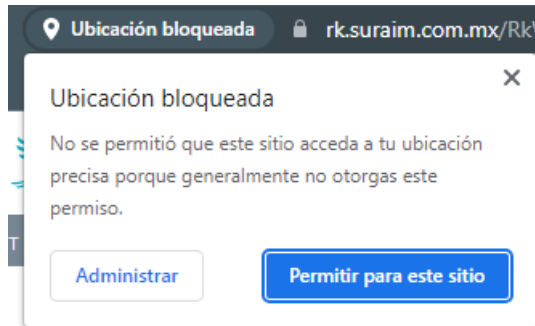 Ubicación bloqueada rk.suraim.com.mx/Rk
Ubicación bloqueada
No se permitió que este sitio acceda a tu ubicación
precisa porque generalmente no otorgas este
permiso.
T
Administrar Permitir para este sitio